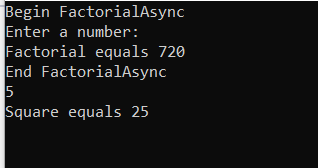 Begin FactorialAsync
Enter a number:
Factorial equals 720
End FactorialAsync
5
Square equals 25